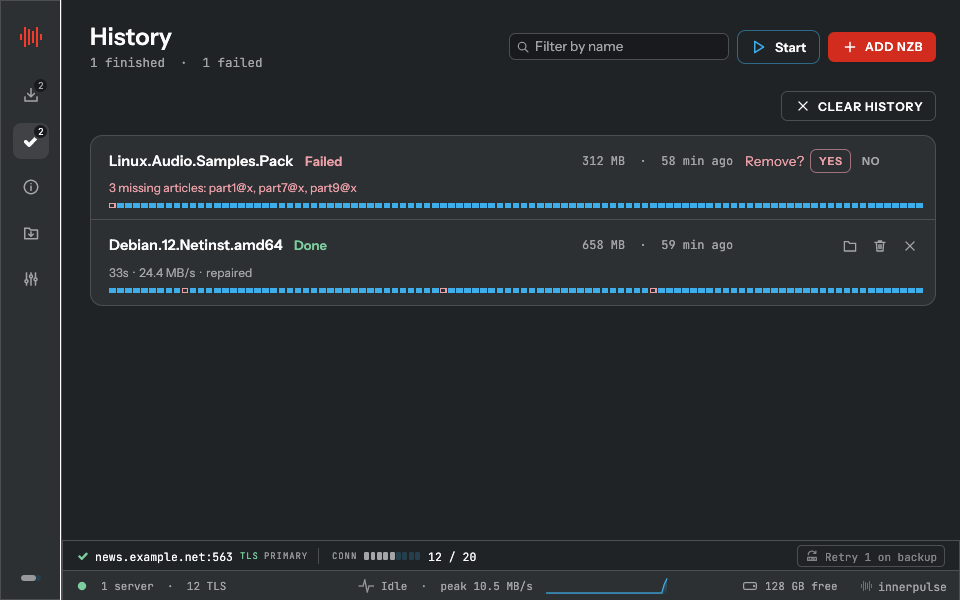 History
1 finished · 1 failed
Filter by name
Start
ADD NZB
2
2
CLEAR HISTORY
Linux.Audio.Samples.Pack Failed 312 MB · 58 min ago Remove? YES NO
3 missing articles: part1@x, part7@x, part9@x
Debian.12.Netinst.amd64 Done 658 MB · 59 min ago
33s · 24.4 MB/s · repaired
news.example.net:563 TLS PRIMARY CONN 12 / 20 Retry 1 on backup
1 server · 12 TLS Idle · peak 10.5 MB/s 128 GB free innerpulse